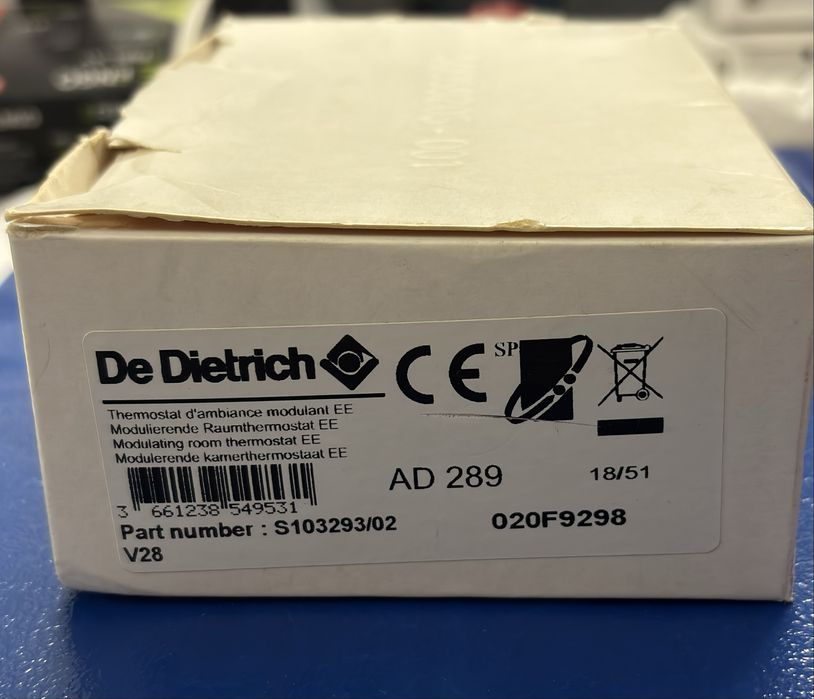 De Dietrich CE SP
Thermostat d'ambiance modulant EE
Modulierende Raumthermostat EE
Modulating room thermostat EE
Modulerende kamerthermostaat EE
AD 289 18/51
3 661238 549531
Part number : S103293/02 020F9298
V28